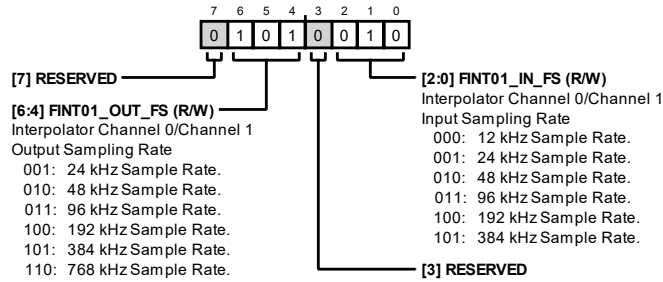 7 6 5 4 3 2 1 0
0 1 0 1 0 0 1 0
[7] RESERVED
[6:4] FINT01_OUT_FS (R/W)
Interpolator Channel 0/Channel 1
Output Sampling Rate
001: 24 kHz Sample Rate.
010: 48 kHz Sample Rate.
011: 96 kHz Sample Rate.
100: 192 kHz Sample Rate.
101: 384 kHz Sample Rate.
110: 768 kHz Sample Rate.
[2:0] FINT01_IN_FS (R/W)
Interpolator Channel 0/Channel 1
Input Sampling Rate
000: 12 kHz Sample Rate.
001: 24 kHz Sample Rate.
010: 48 kHz Sample Rate.
011: 96 kHz Sample Rate.
100: 192 kHz Sample Rate.
101: 384 kHz Sample Rate.
[3] RESERVED